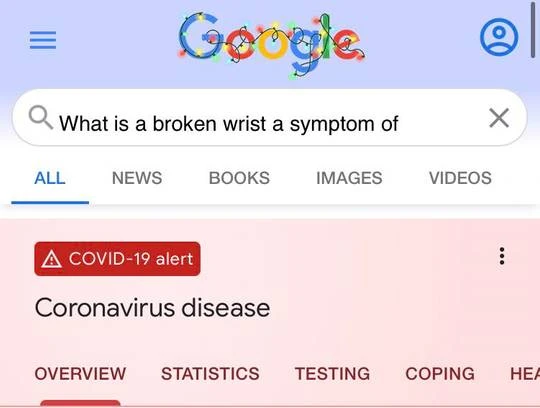 Google
What is a broken wrist a symptom of
ALL NEWS BOOKS IMAGES VIDEOS
COVID-19 alert
Coronavirus disease
OVERVIEW STATISTICS TESTING COPING HEA